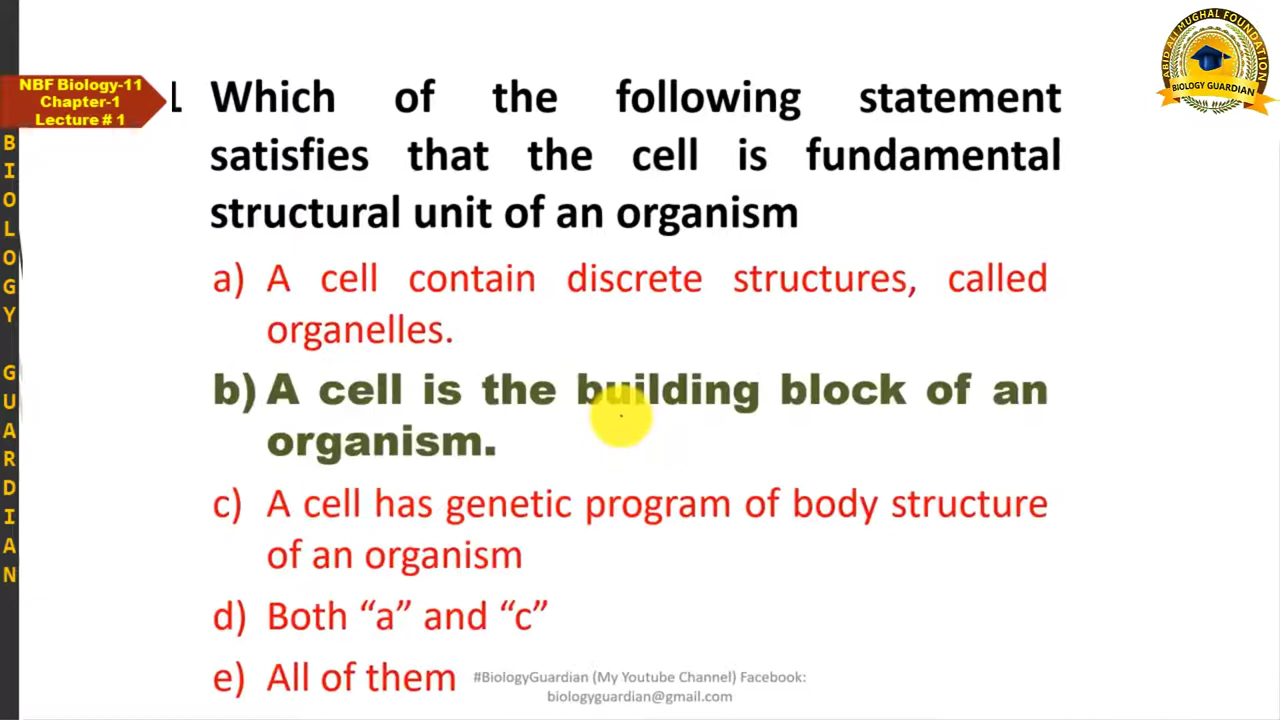 NBF Biology-11
Chapter-1
Lecture # 1
BIOLOGY GUARDIAN
ABID ALI MUGHAL FOUNDATION
BIOLOGY GUARDIAN
1 Which of the following statement
satisfies that the cell is fundamental
structural unit of an organism
a) A cell contain discrete structures, called
organelles.
b) A cell is the building block of an
organism.
c) A cell has genetic program of body structure
of an organism
d) Both “a” and “c”
e) All of them
#BiologyGuardian (My Youtube Channel) Facebook:
biologyguardian@gmail.com